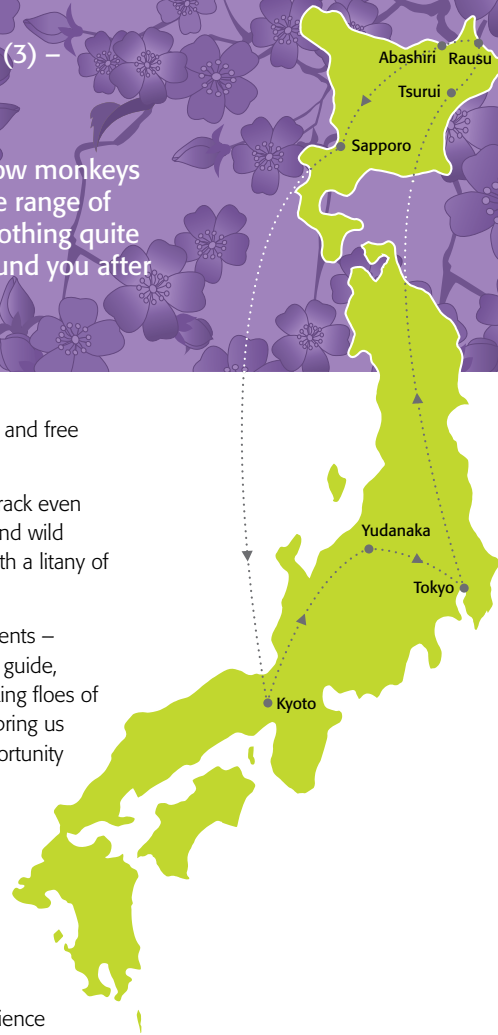 (3) –
ow monkeys
e range of
othing quite
und you after
and free
rack even
nd wild
th a litany of
ents –
guide,
ing floes of
bring us
ortunity
ience
Abashiri
Rausu
Tsurui
Sapporo
Yudanaka
Tokyo
Kyoto